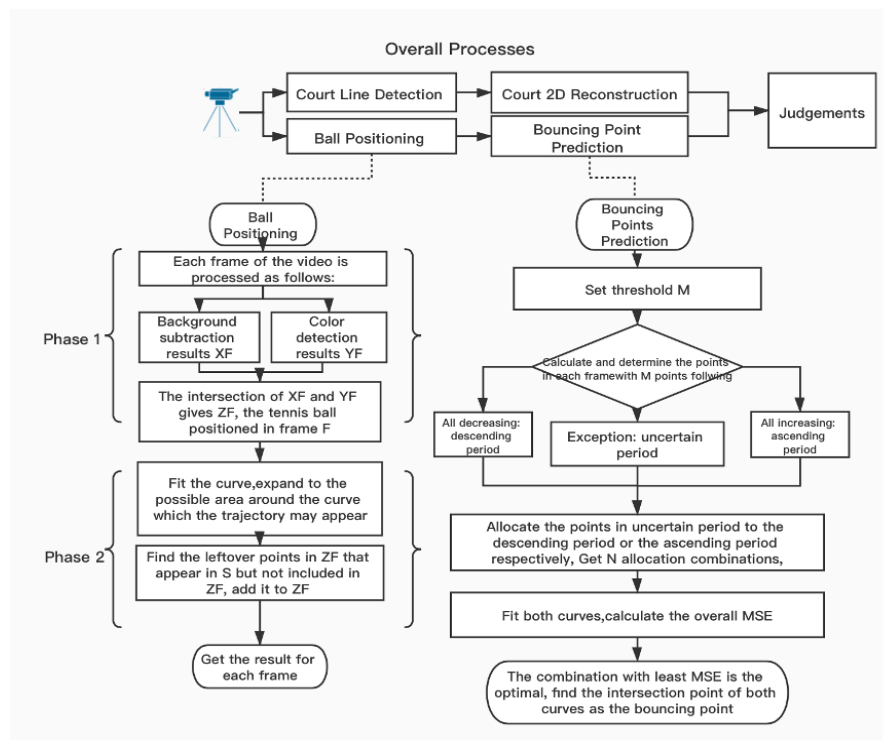 Overall Processes
Court Line Detection
Court 2D Reconstruction
Judgements
Ball Positioning
Bouncing Point
Prediction
Ball
Positioning
Each frame of the video is
processed as follows:
Phase 1
Background
subtraction
results XF
Color
detection
results YF
The intersection of XF and YF
gives ZF, the tennis ball
positioned in frame F
Phase 2
Fit the curve,expand to the
possible area around the curve
which the trajectory may appear
Find the leftover points in ZF that
appear in S but not included in
ZF, add it to ZF
Get the result for
each frame
Bouncing
Points
Prediction
Set threshold M
Calculate and determine the points
in each framewith M points follwing
All decreasing:
descending
period
Exception: uncertain
period
All increasing:
ascending
period
Allocate the points in uncertain period to the
descending period or the ascending period
respectively, Get N allocation combinations,
Fit both curves,calculate the overall MSE
The combination with least MSE is the
optimal, find the intersection point of both
curves as the bouncing point